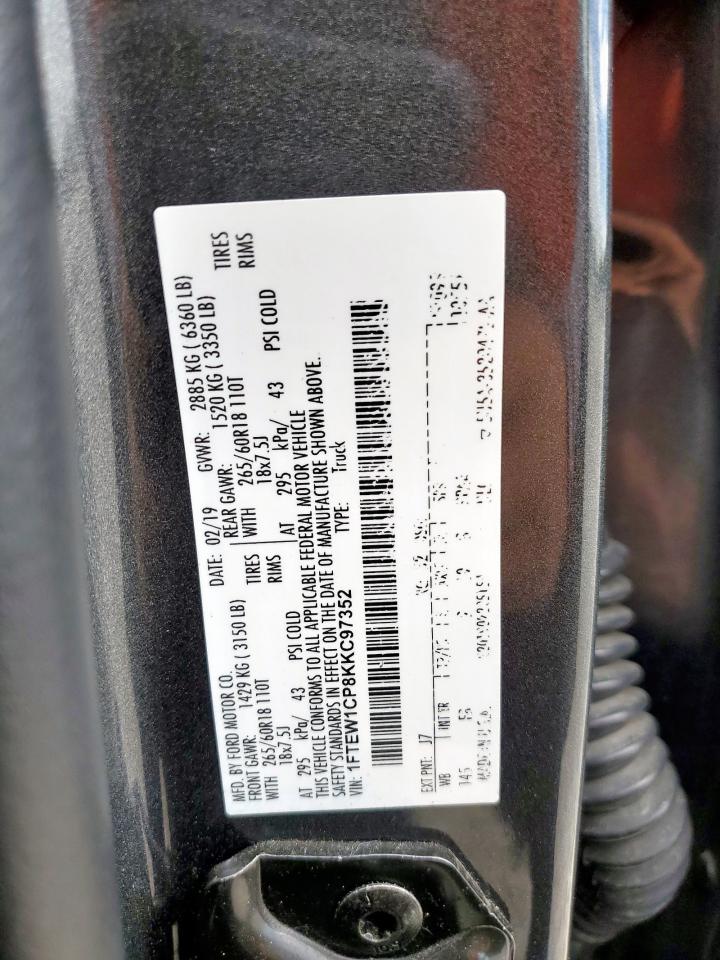 MFD. BY FORD MOTOR CO.
DATE: 02/19 GVWR: 2885 KG ( 6360 LB)
FRONT GAWR: 1429 KG ( 3150 LB) REAR GAWR: 1520 KG ( 3350 LB)
WITH 265/60R18 110T TIRES WITH 265/60R18 110T TIRES
18x7.5J RIMS 18x7.5J RIMS
AT 295 kPa/ 43 PSI COLD AT 295 kPa/ 43 PSI COLD
THIS VEHICLE CONFORMS TO ALL APPLICABLE FEDERAL MOTOR VEHICLE
SAFETY STANDARDS IN EFFECT ON THE DATE OF MANUFACTURE SHOWN ABOVE.
VIN: 1FTEW1CP8KKC97352 TYPE: Truck
EXT PNT: J7
WB INT TR
145